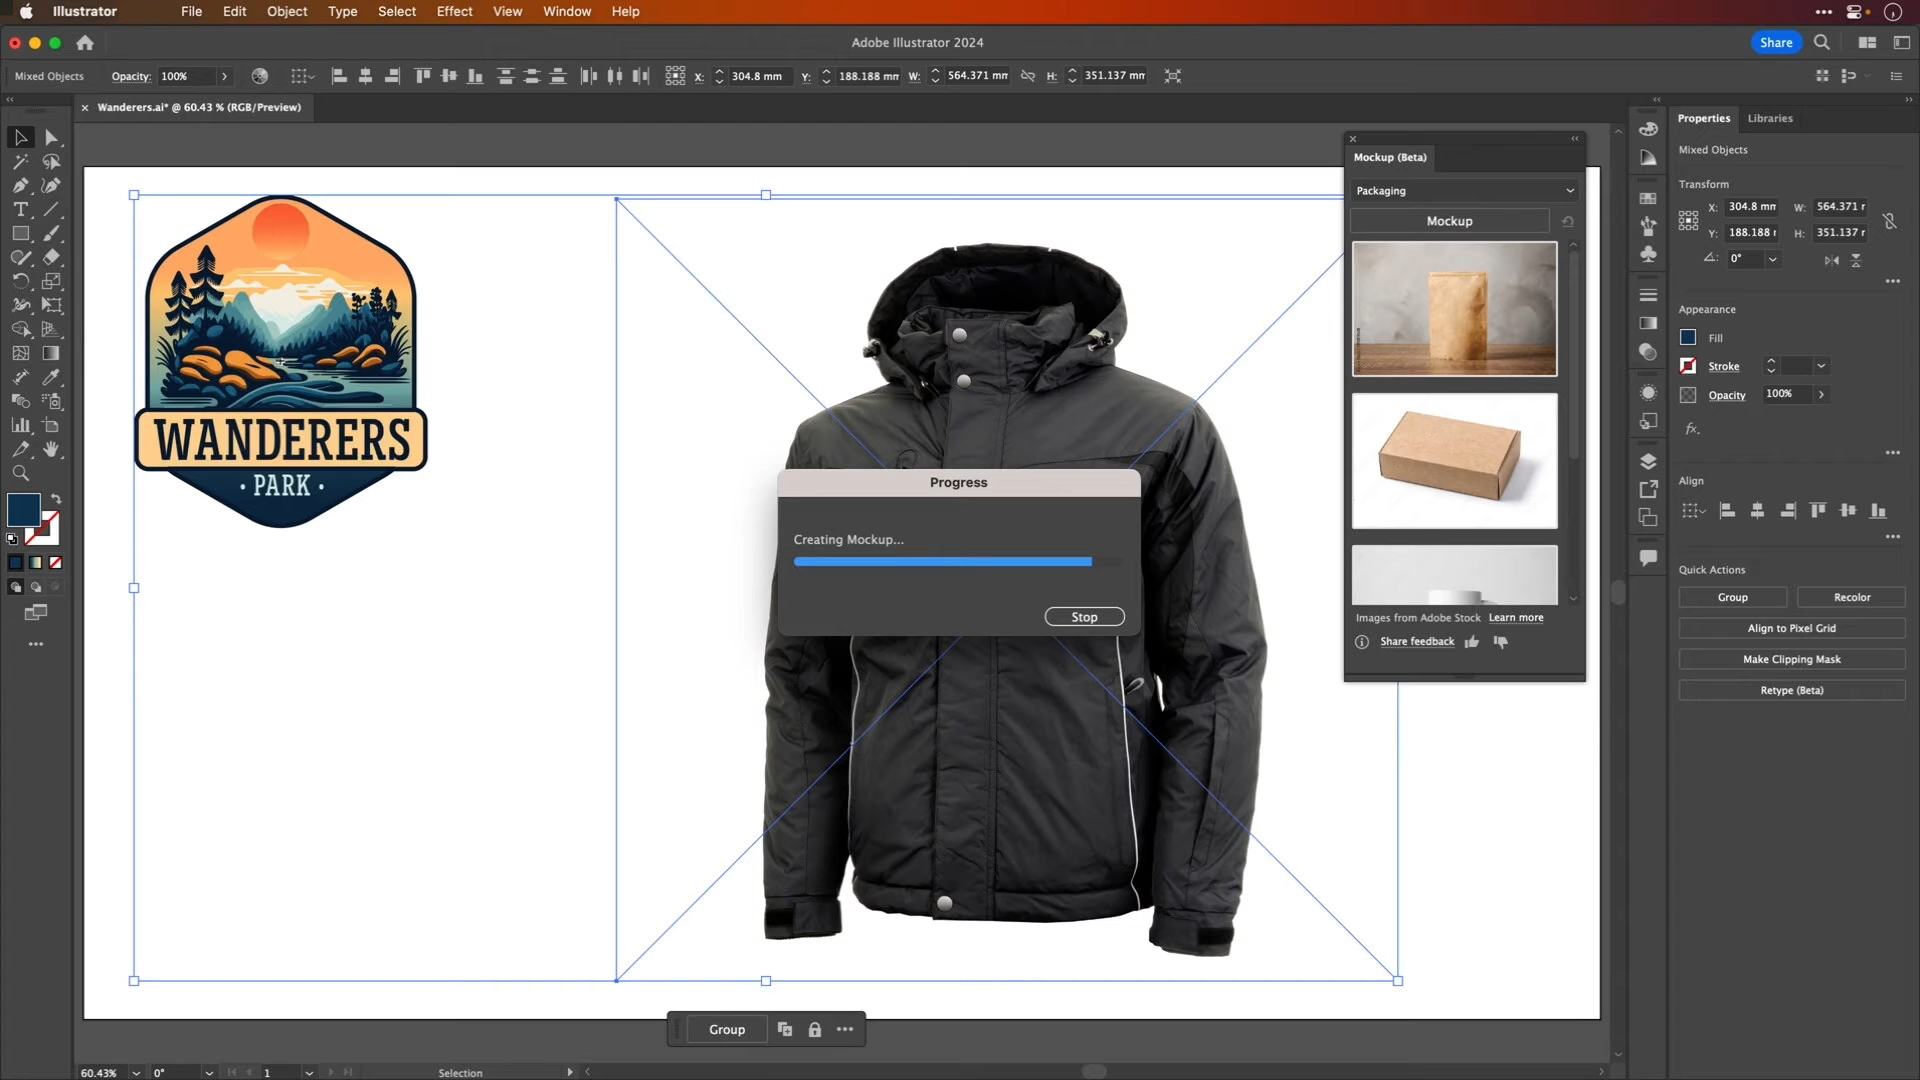 Illustrator File Edit Object Type Select Effect View Window Help
Adobe Illustrator 2024
Share
Mixed Objects Opacity: 100% X: 304.8 mm Y: 188.188 mm W: 564.371 mm H: 351.137 mm
Wanderers.ai* @ 60.43 % (RGB/Preview)
WANDERERS
· PARK ·
Progress
Creating Mockup...
Stop
Mockup (Beta)
Packaging
Mockup
Images from Adobe Stock Learn more
Share feedback
Properties Libraries
Mixed Objects
Transform
X: 304.8 mm W: 564.371 r
Y: 188.188 r H: 351.137 r
0°
Appearance
Fill
Stroke
Opacity 100%
fx.
Align
Quick Actions
Group Recolor
Align to Pixel Grid
Make Clipping Mask
Retype (Beta)
Group
60.43% 0° 1 Selection